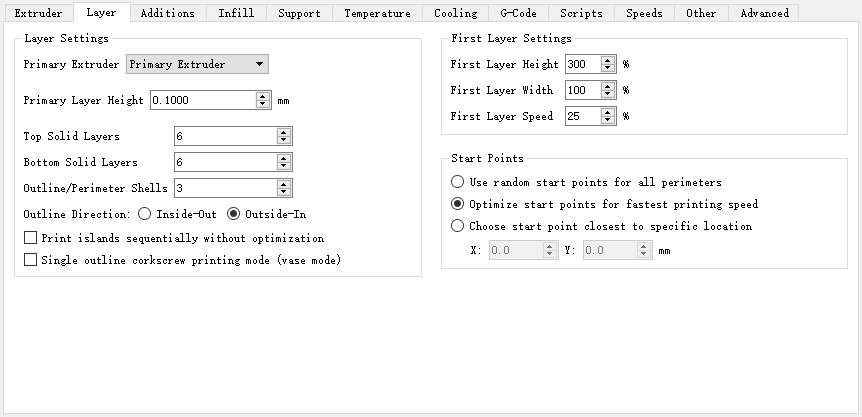 Extruder Layer Additions Infill Support Temperature Cooling G-Code Scripts Speeds Other Advanced
Layer Settings
Primary Extruder Primary Extruder
Primary Layer Height 0.1000 mm
Top Solid Layers 6
Bottom Solid Layers 6
Outline/Perimeter Shells 3
Outline Direction: Inside-Out Outside-In
Print islands sequentially without optimization
Single outline corkscrew printing mode (vase mode)
First Layer Settings
First Layer Height 300 %
First Layer Width 100 %
First Layer Speed 25 %
Start Points
Use random start points for all perimeters
Optimize start points for fastest printing speed
Choose start point closest to specific location
X: 0.0 Y: 0.0 mm